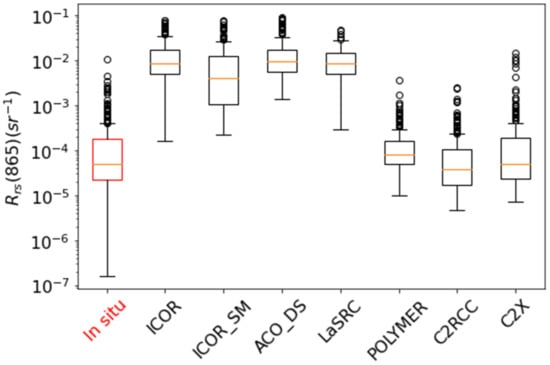 10⁻¹
10⁻²
10⁻³
10⁻⁴
10⁻⁵
10⁻⁶
10⁻⁷
Rrs(865)(sr⁻¹)
In situ
ICOR
ICOR_SM
ACO_DS
LaSRC
POLYMER
C2RCC
C2X